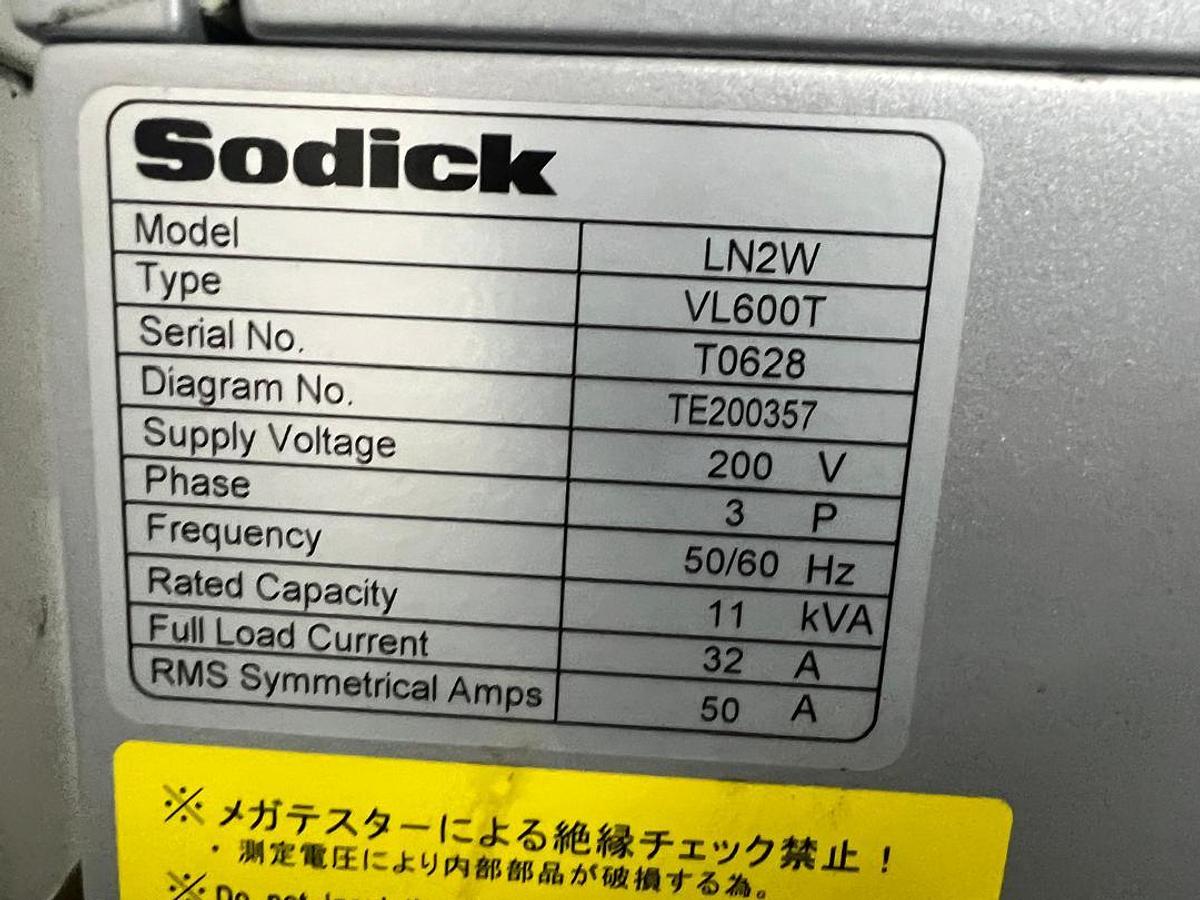 Sodick
Model LN2W
Type VL600T
Serial No. T0628
Diagram No. TE200357
Supply Voltage 200 V
Phase 3 P
Frequency 50/60 Hz
Rated Capacity 11 kVA
Full Load Current 32 A
RMS Symmetrical Amps 50 A
※メガテスターによる絶縁チェック禁止!
・測定電圧により内部部品が破損する為。
※Do not